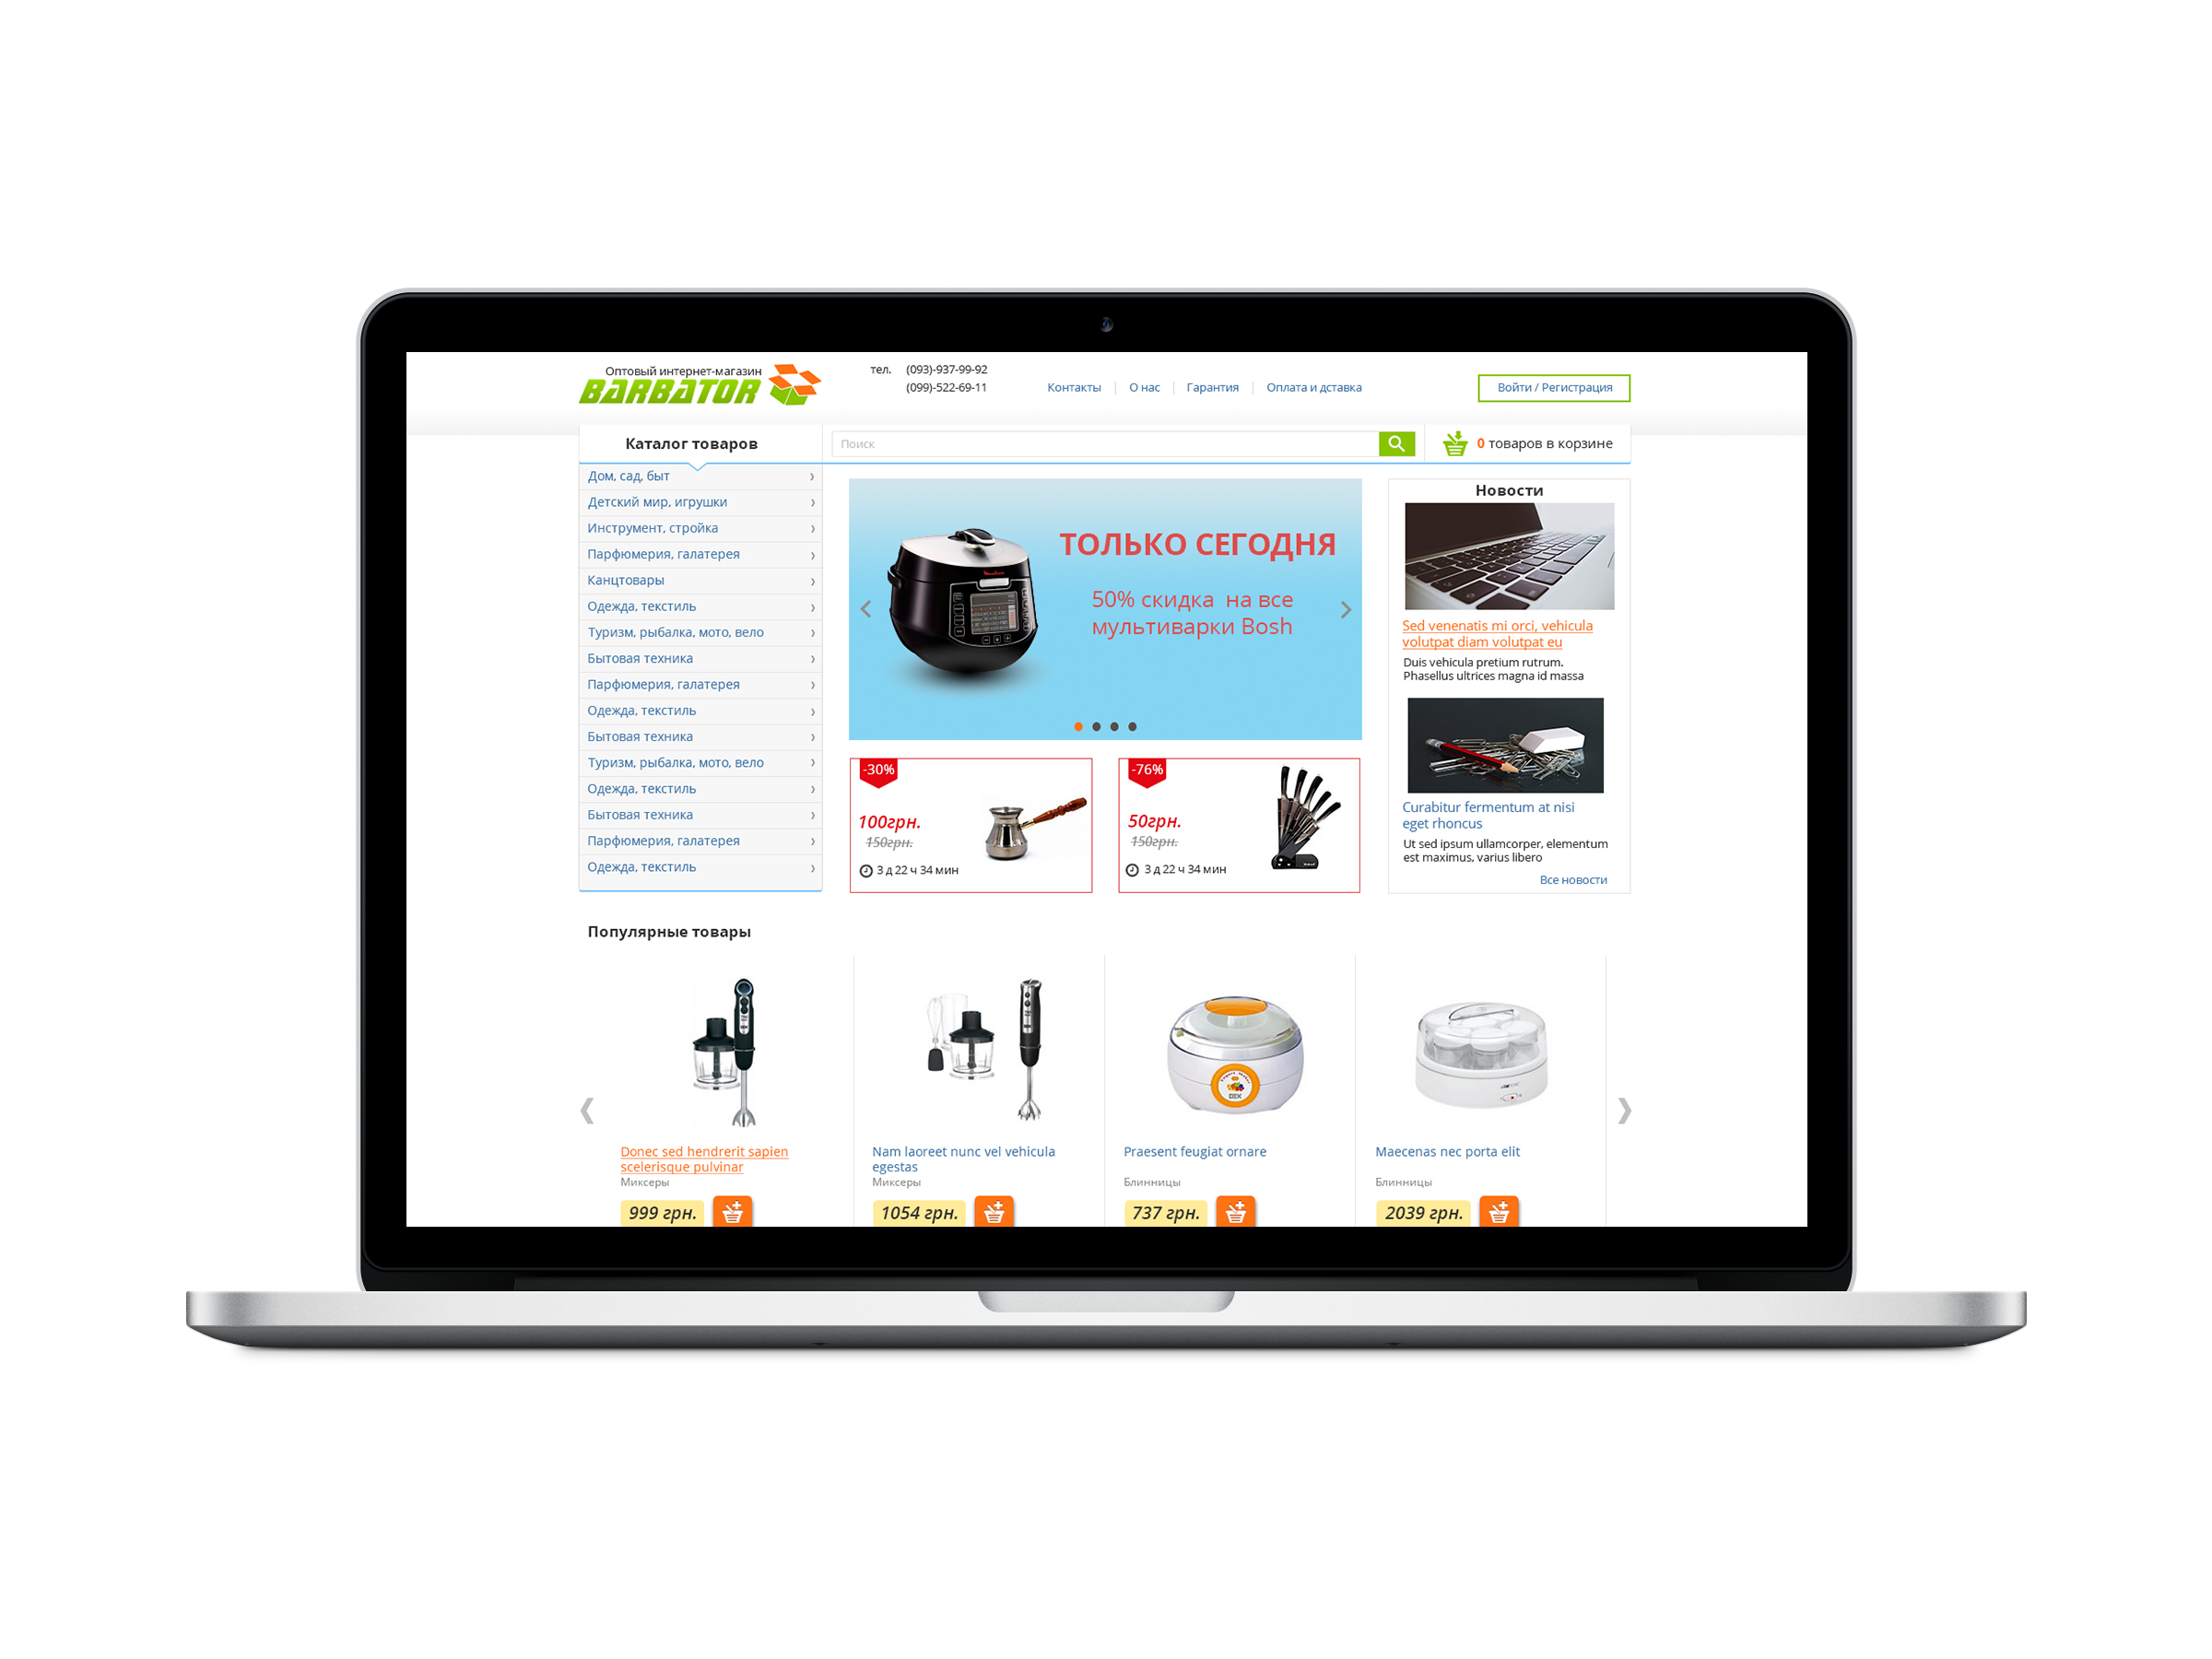 Оптовый интернет-магазин
BARBATOR
тел. (093)-937-99-92
(099)-522-69-11
Контакты
О нас
Гарантия
Оплата и дставка
Войти / Регистрация
Каталог товаров
Поиск
0 товаров в корзине
Дом, сад, быт
Детский мир, игрушки
Инструмент, стройка
Парфюмерия, галатерея
Канцтовары
Одежда, текстиль
Туризм, рыбалка, мото, вело
Бытовая техника
Парфюмерия, галатерея
Одежда, текстиль
Бытовая техника
Туризм, рыбалка, мото, вело
Одежда, текстиль
Бытовая техника
Парфюмерия, галатерея
Одежда, текстиль
ТОЛЬКО СЕГОДНЯ
50% скидка на все
мультиварки Bosh
-30%
100грн.
150грн.
3 д 22 ч 34 мин
-76%
50грн.
150грн.
3 д 22 ч 34 мин
Новости
Sed venenatis mi orci, vehicula
volutpat diam volutpat eu
Duis vehicula pretium rutrum.
Phasellus ultrices magna id massa
Curabitur fermentum at nisi
eget rhoncus
Ut sed ipsum ullamcorper, elementum
est maximus, varius libero
Все новости
Популярные товары
Donec sed hendrerit sapien
scelerisque pulvinar
Миксеры
999 грн.
Nam laoreet nunc vel vehicula
egestas
Миксеры
1054 грн.
Praesent feugiat ornare
Блинницы
737 грн.
Maecenas nec porta elit
Блинницы
2039 грн.